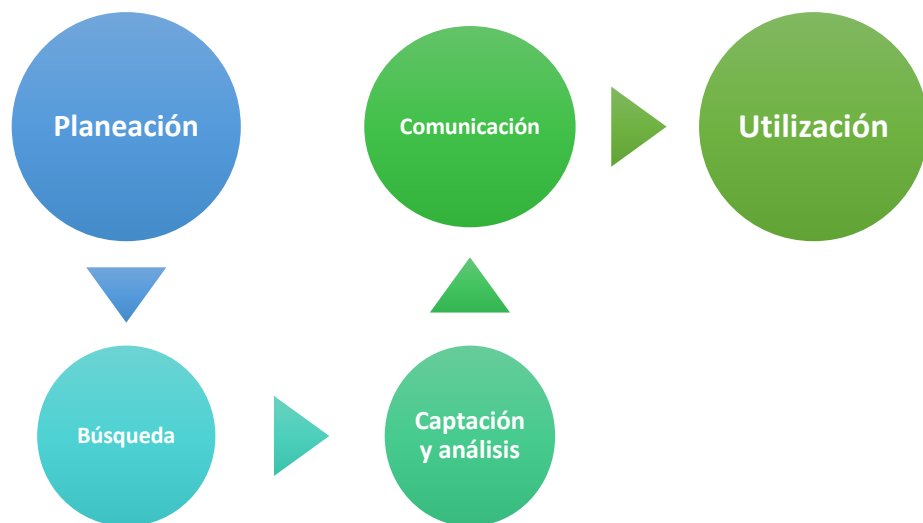 Planeación
Búsqueda
Captación
y análisis
Comunicación
Utilización